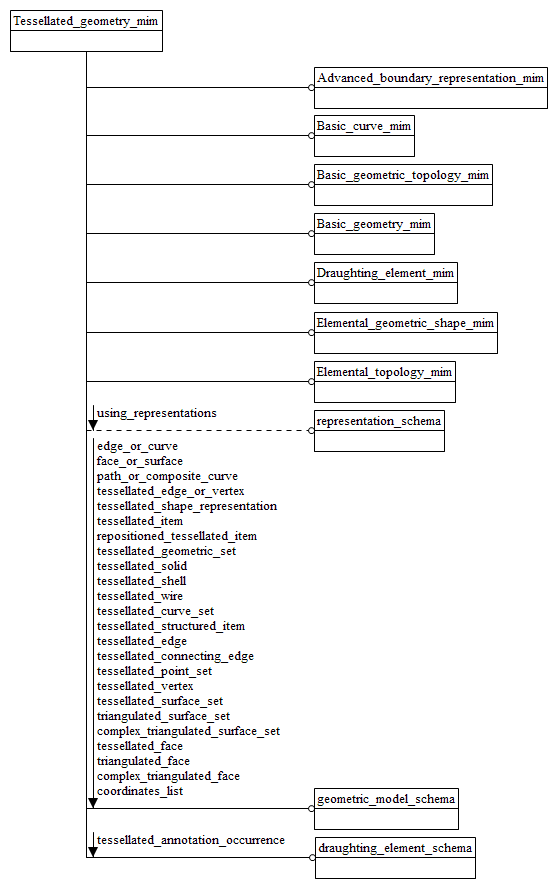 Tessellated_geometry_mim
Advanced_boundary_representation_mim
Basic_curve_mim
Basic_geometric_topology_mim
Basic_geometry_mim
Draughting_element_mim
Elemental_geometric_shape_mim
Elemental_topology_mim
using_representations
representation_schema
edge_or_curve
face_or_surface
path_or_composite_curve
tessellated_edge_or_vertex
tessellated_shape_representation
tessellated_item
repositioned_tessellated_item
tessellated_geometric_set
tessellated_solid
tessellated_shell
tessellated_wire
tessellated_curve_set
tessellated_structured_item
tessellated_edge
tessellated_connecting_edge
tessellated_point_set
tessellated_vertex
tessellated_surface_set
triangulated_surface_set
complex_triangulated_surface_set
tessellated_face
triangulated_face
complex_triangulated_face
coordinates_list
geometric_model_schema
tessellated_annotation_occurrence
draughting_element_schema